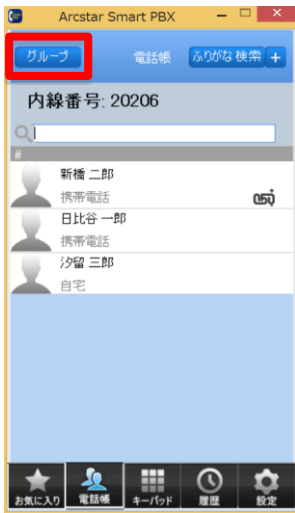 Arcstar Smart PBX
グループ 電話帳 ふりがな検索 +
内線番号: 20206
#
新橋 二郎
携帯電話
日比谷 一郎
携帯電話
汐留 三郎
自宅
お気に入り 電話帳 キーパッド 履歴 設定